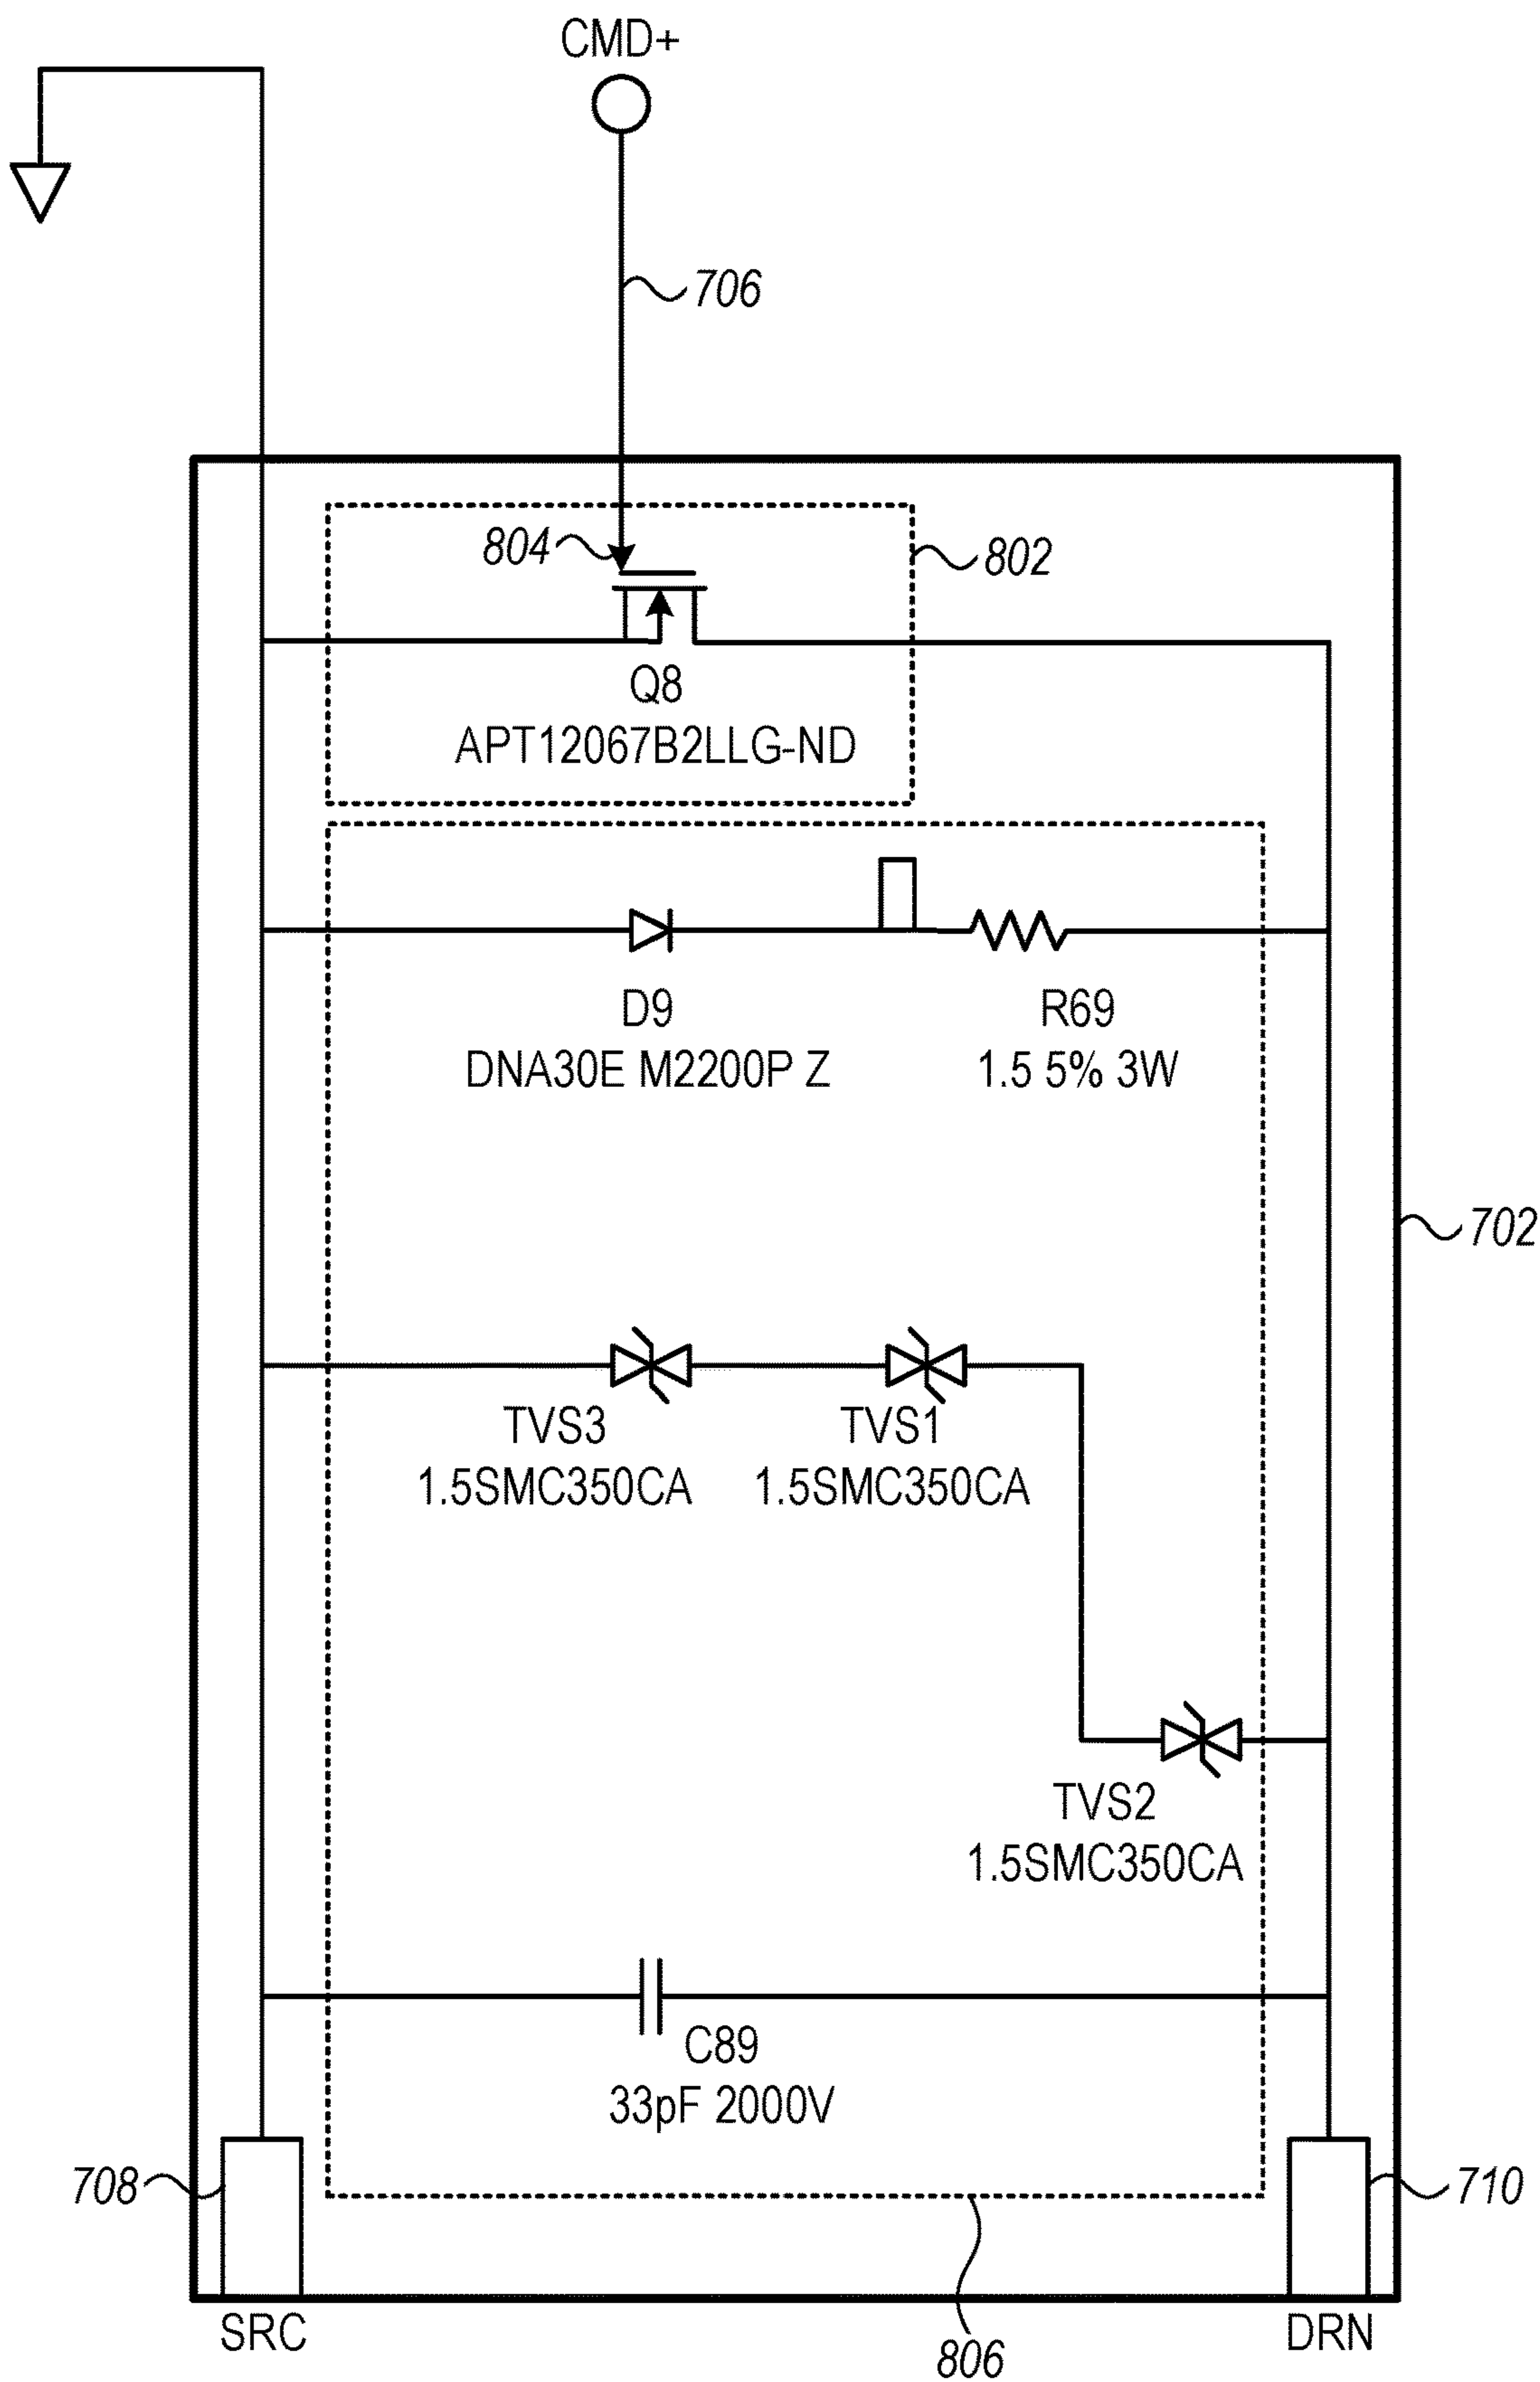 CMD+
706
804
802
Q8
APT12067B2LLG-ND
D9
R69
DNA30E M2200P Z
1.5 5% 3W
702
TVS3
TVS1
1.5SMC350CA
1.5SMC350CA
TVS2
1.5SMC350CA
C89
33pF 2000V
708
710
SRC
DRN
806